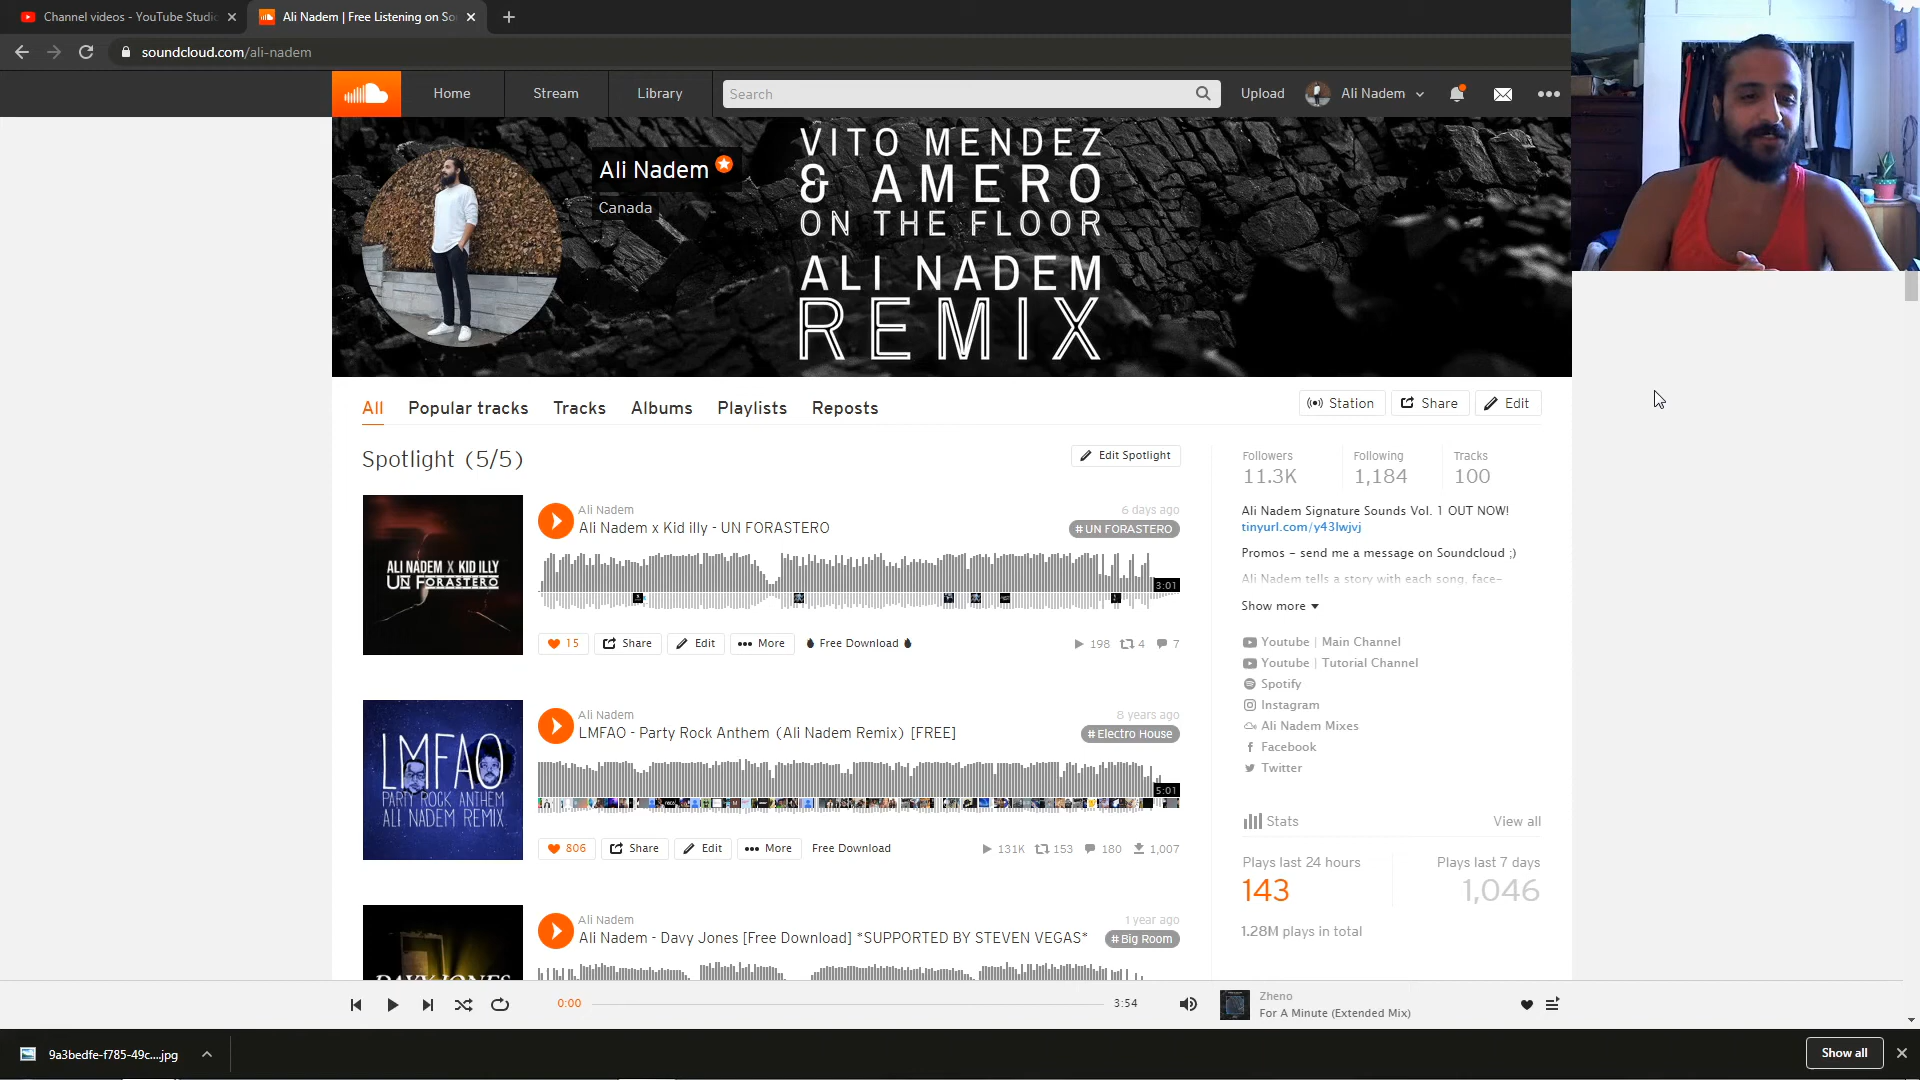 Channel videos - YouTube Studio
Ali Nadem | Free Listening on So
soundcloud.com/ali-nadem
Home
Stream
Library
Search
Upload
Ali Nadem
VITO MENDEZ
& AMERO
ON THE FLOOR
ALI NADEM
REMIX
Ali Nadem
Canada
All
Popular tracks
Tracks
Albums
Playlists
Reposts
Station
Share
Edit
Spotlight (5/5)
Edit Spotlight
ALI NADEM X KID ILLY
UN FORASTERO
Ali Nadem
6 days ago
Ali Nadem x Kid illy - UN FORASTERO
# UN FORASTERO
3:01
15
Share
Edit
More
Free Download
198
4
7
LMFAO
PARTY ROCK ANTHEM
ALI NADEM REMIX
Ali Nadem
8 years ago
LMFAO - Party Rock Anthem (Ali Nadem Remix) [FREE]
# Electro House
5:01
806
Share
Edit
More
Free Download
131K
153
180
1,007
DAVY JONES
Ali Nadem
1 year ago
Ali Nadem - Davy Jones [Free Download] *SUPPORTED BY STEVEN VEGAS*
# Big Room
Followers
11.3K
Following
1,184
Tracks
100
Ali Nadem Signature Sounds Vol. 1 OUT NOW!
tinyurl.com/y43lwjvj
Promos - send me a message on Soundcloud ;)
Ali Nadem tells a story with each song, face-
Show more
Youtube | Main Channel
Youtube | Tutorial Channel
Spotify
Instagram
Ali Nadem Mixes
Facebook
Twitter
Stats
View all
Plays last 24 hours
143
Plays last 7 days
1,046
1.28M plays in total
0:00
3:54
Zheno
For A Minute (Extended Mix)
9a3bedfe-f785-49c....jpg
Show all